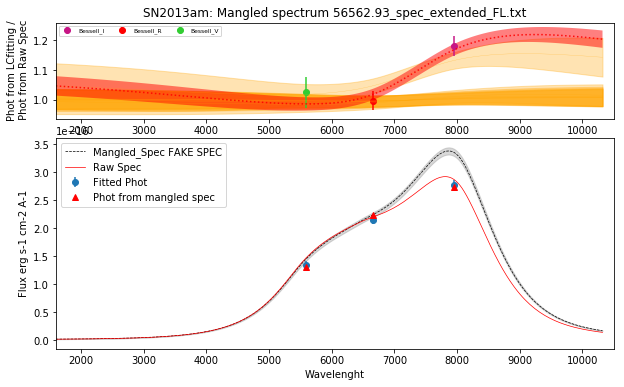 SN2013am: Mangled spectrum 56562.93_spec_extended_FL.txt
Phot from LCfitting /
Phot from Raw Spec
Bessell_I Bessell_R Bessell_V
1.2
1.1
1.0
2000 3000 4000 5000 6000 7000 8000 9000 10000
1e−16
Flux erg s-1 cm-2 A-1
3.5
3.0
2.5
2.0
1.5
1.0
0.5
0.0
Mangled_Spec FAKE SPEC
Raw Spec
Fitted Phot
Phot from mangled spec
2000 3000 4000 5000 6000 7000 8000 9000 10000
Wavelenght